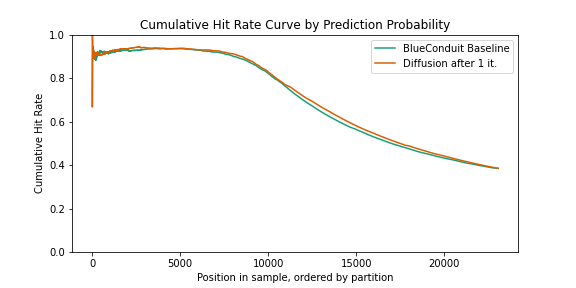 Cumulative Hit Rate Curve by Prediction Probability
BlueConduit Baseline
Diffusion after 1 it.
Cumulative Hit Rate
1.0
0.8
0.6
0.4
0.2
0.0
0 5000 10000 15000 20000
Position in sample, ordered by partition